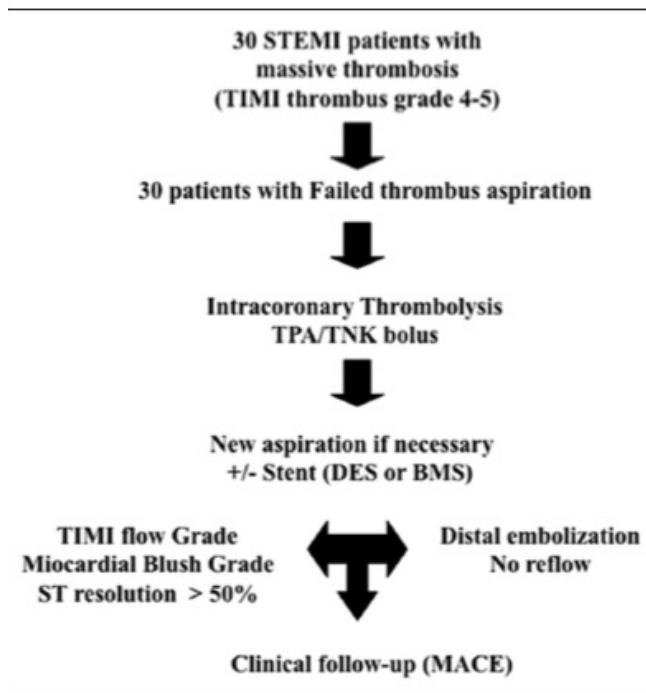 30 STEMI patients with
massive thrombosis
(TIMI thrombus grade 4-5)
30 patients with Failed thrombus aspiration
Intracoronary Thrombolysis
TPA/TNK bolus
New aspiration if necessary
+/- Stent (DES or BMS)
TIMI flow Grade
Miocardial Blush Grade
ST resolution > 50%
Distal embolization
No reflow
Clinical follow-up (MACE)